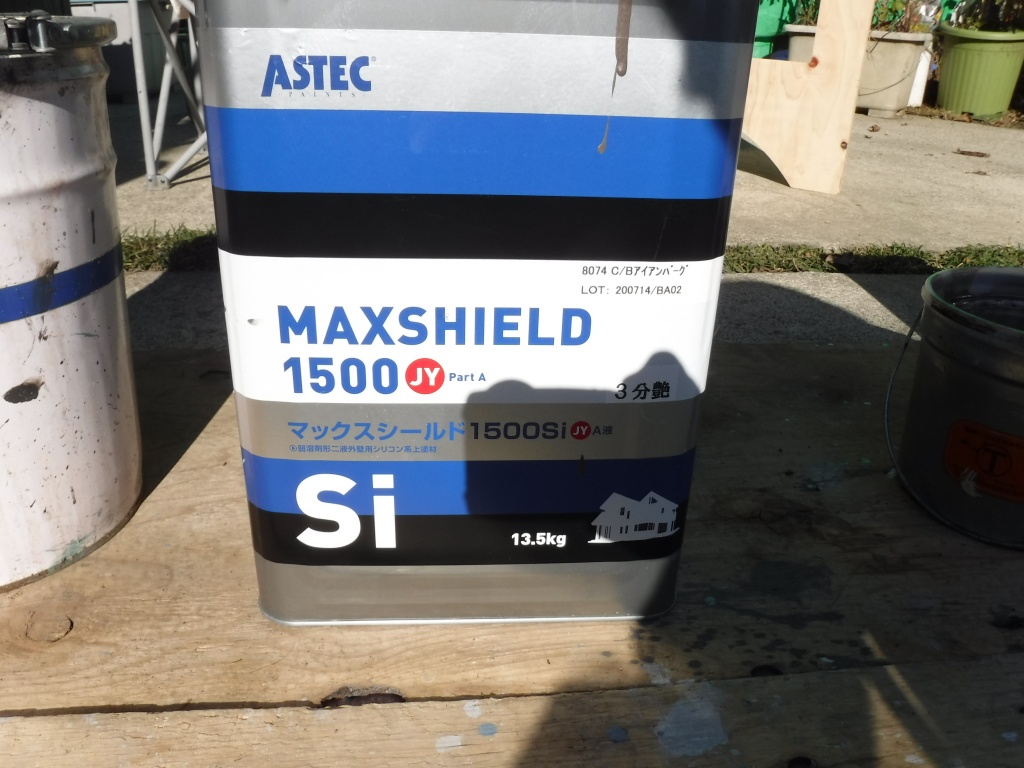 ASTEC
PAINTS
8074 C/Bアイアンバーグ
LOT: 200714/BA02
MAXSHIELD
1500 JY Part A
3分艶
マックスシールド1500Si JY A液
弱溶剤形二液外壁用シリコン系上塗材
Si
13.5kg